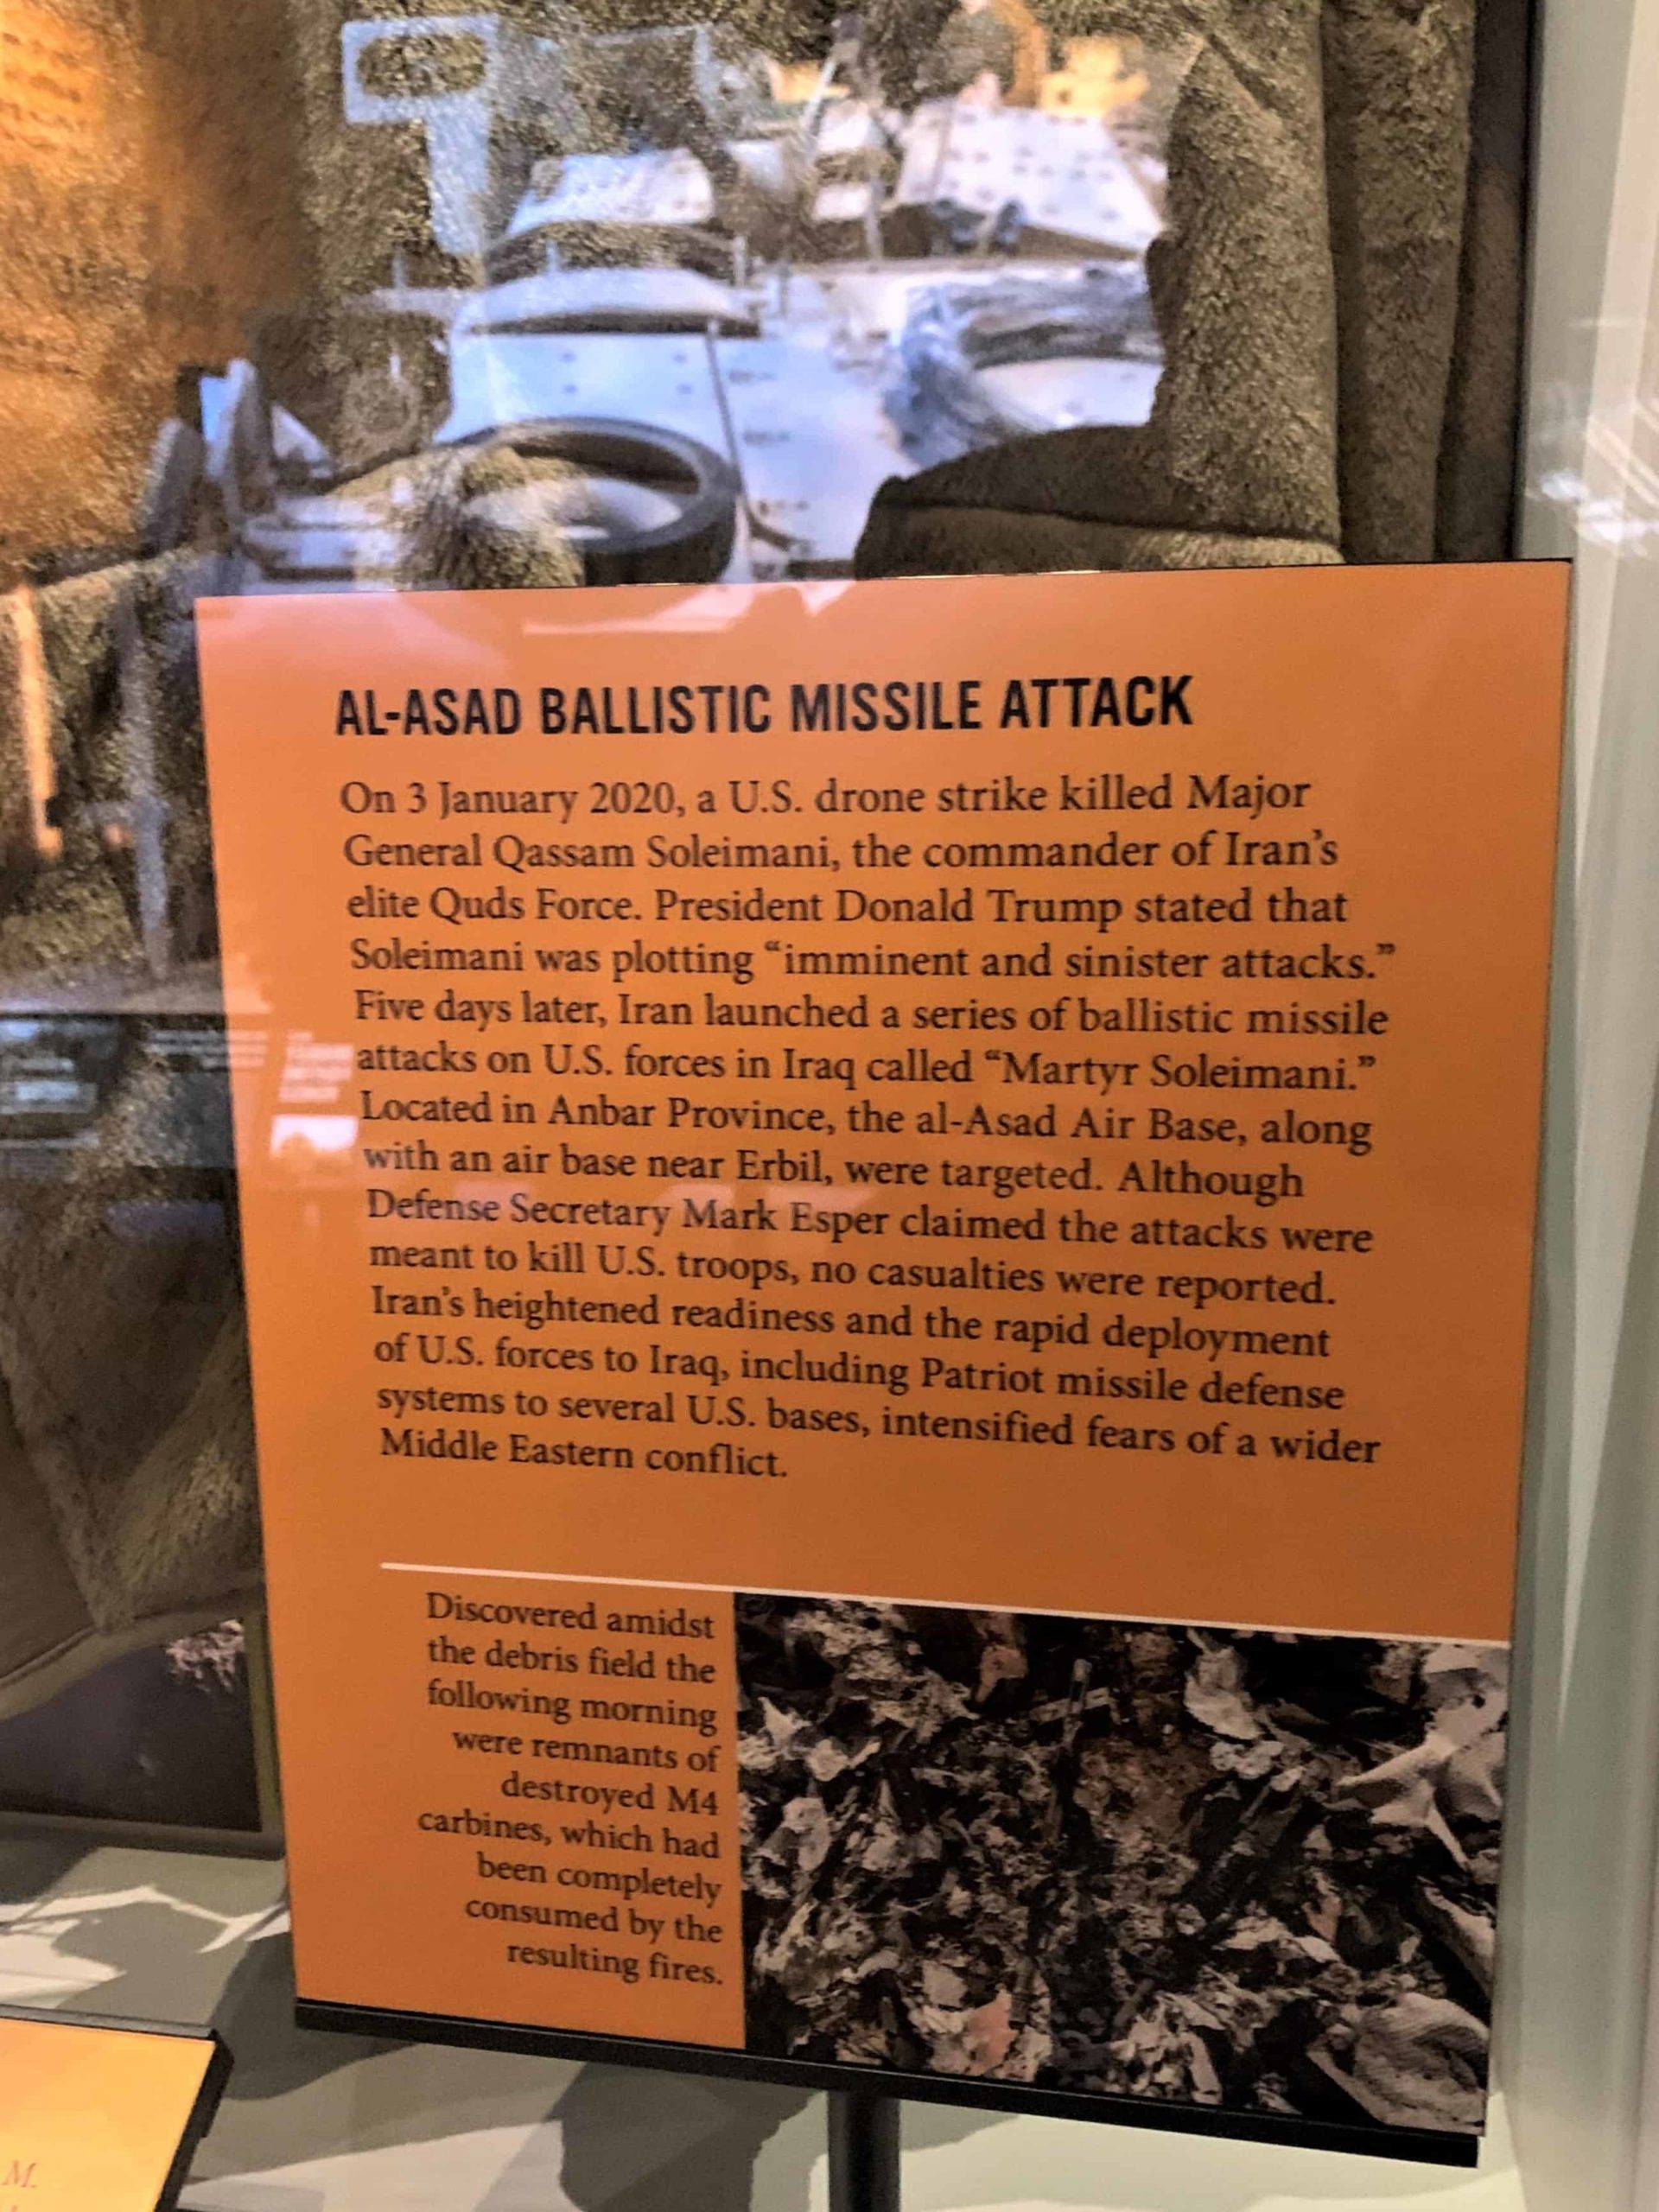 AL-ASAD BALLISTIC MISSILE ATTACK
On 3 January 2020, a U.S. drone strike killed Major
General Qassam Soleimani, the commander of Iran's
elite Quds Force. President Donald Trump stated that
Soleimani was plotting “imminent and sinister attacks.”
Five days later, Iran launched a series of ballistic missile
attacks on U.S. forces in Iraq called “Martyr Soleimani.”
Located in Anbar Province, the al-Asad Air Base, along
with an air base near Erbil, were targeted. Although
Defense Secretary Mark Esper claimed the attacks were
meant to kill U.S. troops, no casualties were reported.
Iran's heightened readiness and the rapid deployment
of U.S. forces to Iraq, including Patriot missile defense
systems to several U.S. bases, intensified fears of a wider
Middle Eastern conflict.
Discovered amidst
the debris field the
following morning
were remnants of
destroyed M4
carbines, which had
been completely
consumed by the
resulting fires.
M.